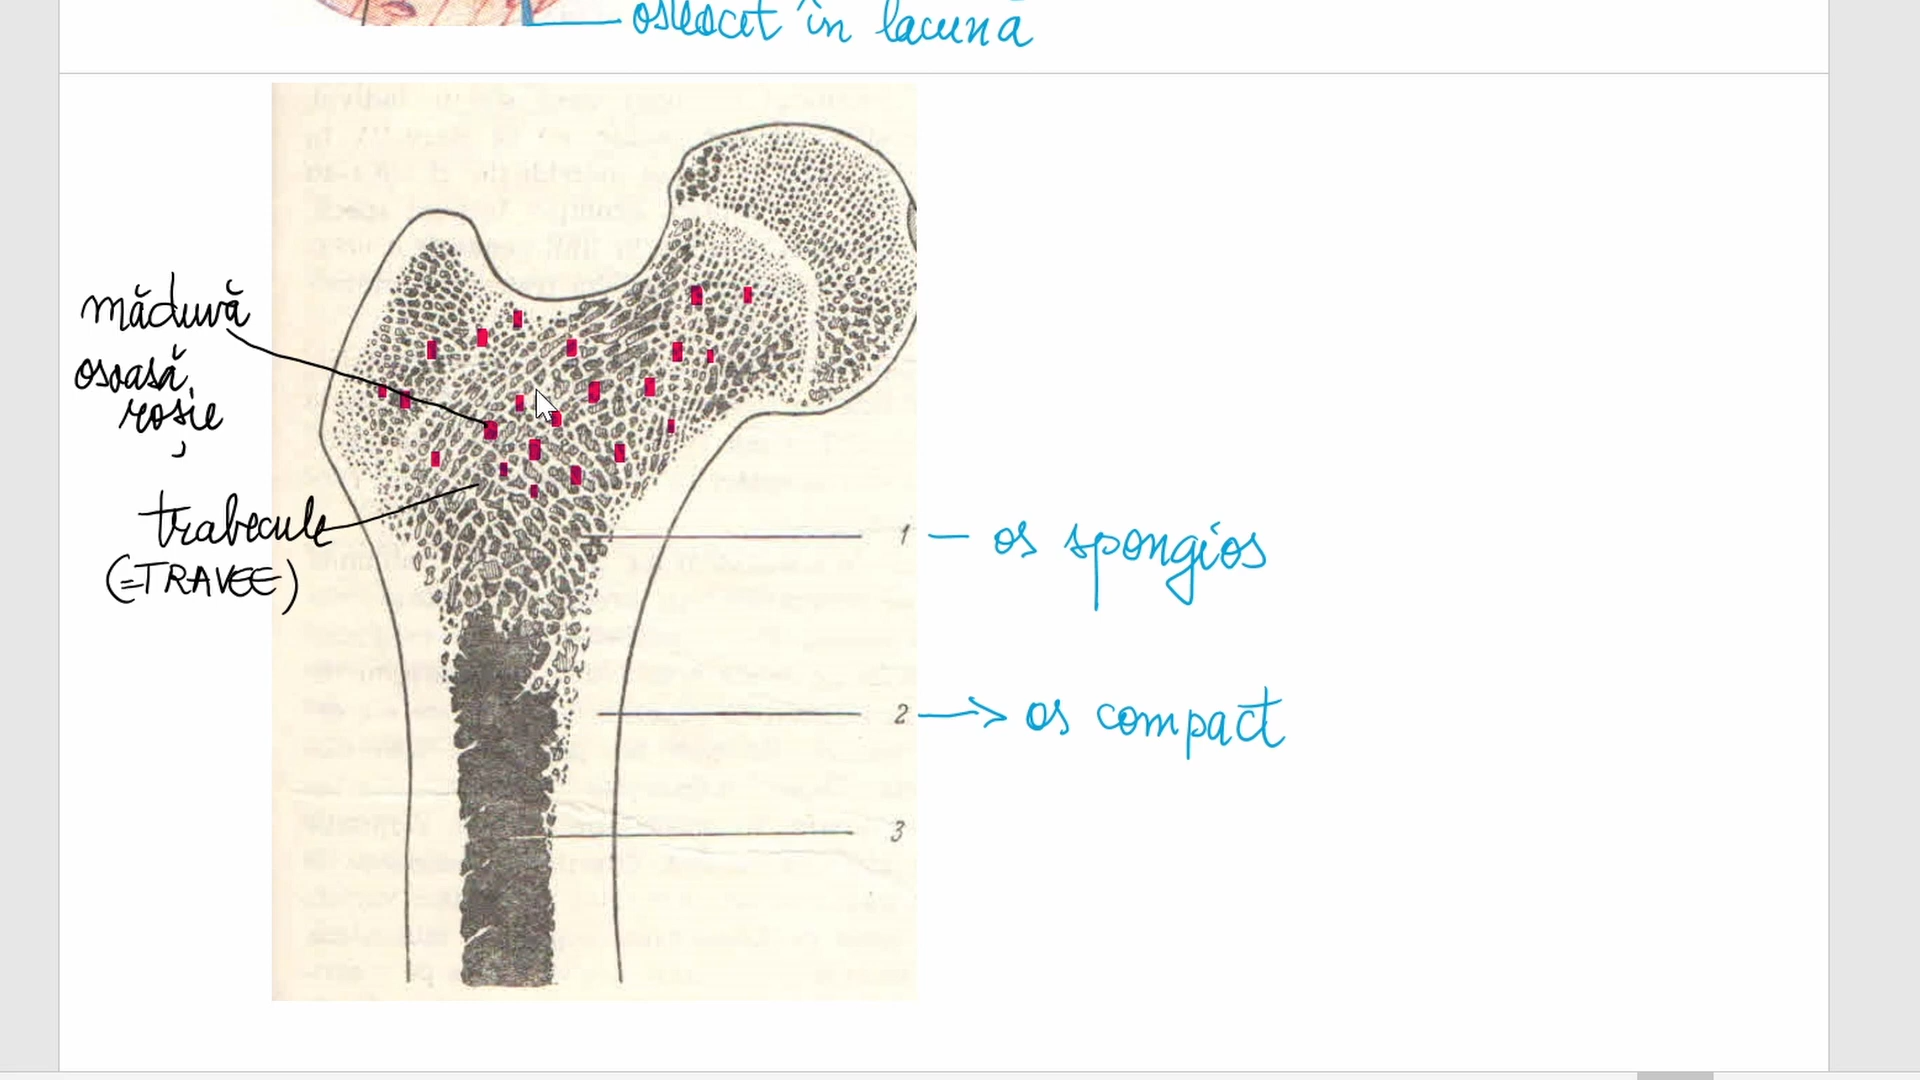 osteocit în lacună
măduvă
osoasă
roșie
trabecule
(=TRAVEE)
1 – os spongios
2 → os compact
3